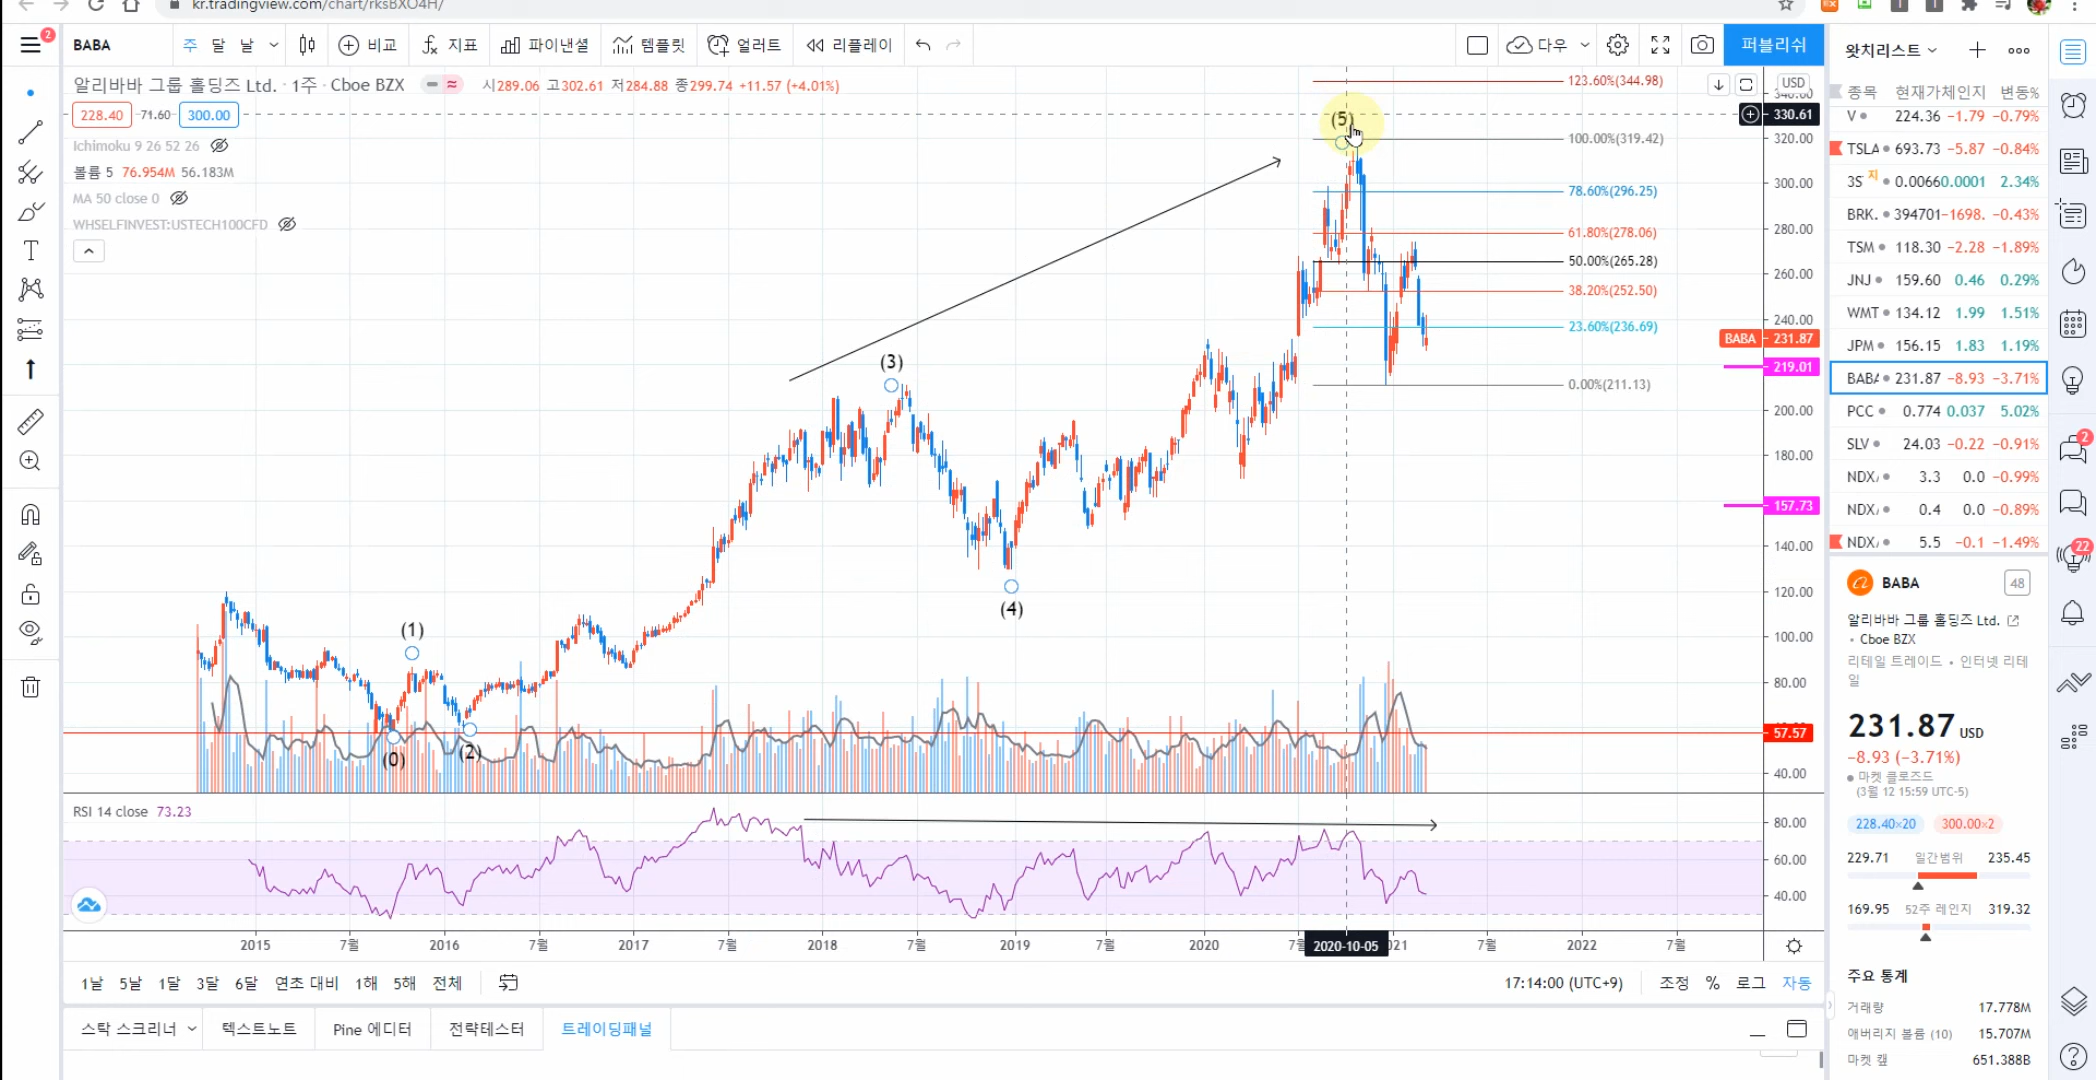 kr.tradingview.com/chart/rksBXO4H/
2
BABA
주 달 날
비교
지표
파이낸셜
템플릿
얼러트
리플레이
다우
퍼블리쉬
알리바바 그룹 홀딩즈 Ltd. · 1주 · Cboe BZX
시289.06 고302.61 저284.88 종299.74 +11.57 (+4.01%)
228.40 71.60 300.00
Ichimoku 9 26 52 26
볼륨 5 76.954M 56.183M
MA 50 close 0
WHSELFINVEST:USTECH100CFD
(0)
(1)
(2)
(3)
(4)
(5)
123.60%(344.98)
100.00%(319.42)
78.60%(296.25)
61.80%(278.06)
50.00%(265.28)
38.20%(252.50)
23.60%(236.69)
0.00%(211.13)
USD
340.00
330.61
320.00
300.00
280.00
260.00
240.00
BABA 231.87
219.01
200.00
180.00
157.73
140.00
120.00
100.00
80.00
57.57
40.00
RSI 14 close 73.23
80.00
60.00
40.00
2015 7월 2016 7월 2017 7월 2018 7월 2019 7월 2020 2020-10-05 7월 2022 7월
1날 5날 1달 3달 6달 연초 대비 1해 5해 전체
17:14:00 (UTC+9) 조정 % 로그 자동
스탁 스크리너 텍스트노트 Pine 에디터 전략테스터 트레이딩패널
왓치리스트
종목 현재가 체인지 변동%
V 224.36 -1.79 -0.79%
TSLA 693.73 -5.87 -0.84%
3S 지 0.0066 0.0001 2.34%
BRK. 394701 -1698. -0.43%
TSM 118.30 -2.28 -1.89%
JNJ 159.60 0.46 0.29%
WMT 134.12 1.99 1.51%
JPM 156.15 1.83 1.19%
BABA 231.87 -8.93 -3.71%
PCC 0.774 0.037 5.02%
SLV 24.03 -0.22 -0.91%
NDX/ 3.3 0.0 -0.99%
NDX/ 0.4 0.0 -0.89%
NDX/ 5.5 -0.1 -1.49%
BABA 48
알리바바 그룹 홀딩즈 Ltd.
• Cboe BZX
리테일 트레이드 • 인터넷 리테
일
231.87 USD
-8.93 (-3.71%)
마켓 클로즈드
(3월 12 15:59 UTC-5)
228.40×20 300.00×2
229.71 일간범위 235.45
169.95 52주 레인지 319.32
주요 통계
거래량 17.778M
애버리지 볼륨 (10) 15.707M
마켓 캪 651.388B
2
22